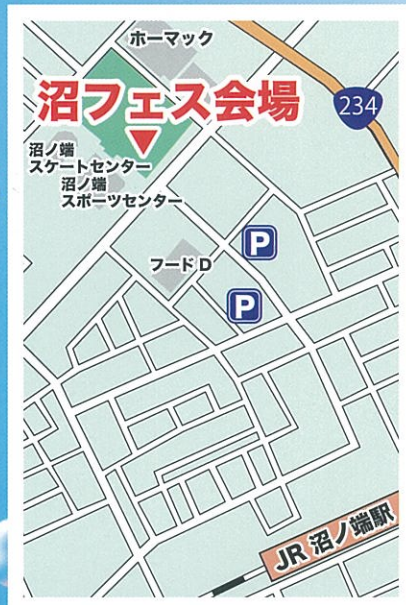 ホーマック
沼フェス会場
234
沼ノ端
スケートセンター
沼ノ端
スポーツセンター
フードD
P
P
JR 沼ノ端駅